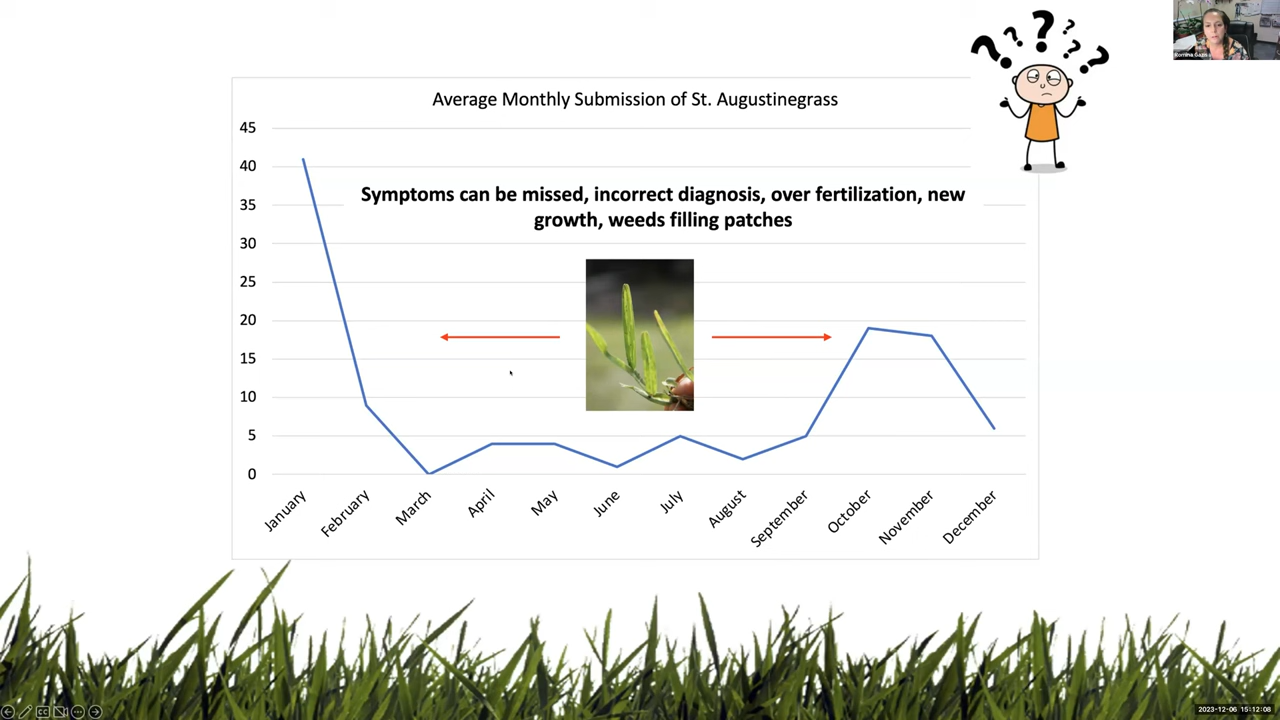 Average Monthly Submission of St. Augustinegrass
45
40
35
30
25
20
15
10
5
0
Symptoms can be missed, incorrect diagnosis, over fertilization, new
growth, weeds filling patches
January
February
March
April
May
June
July
August
September
October
November
December
? ? ? ? ? ?
Romina
CC
2023-12-06 15:12:08